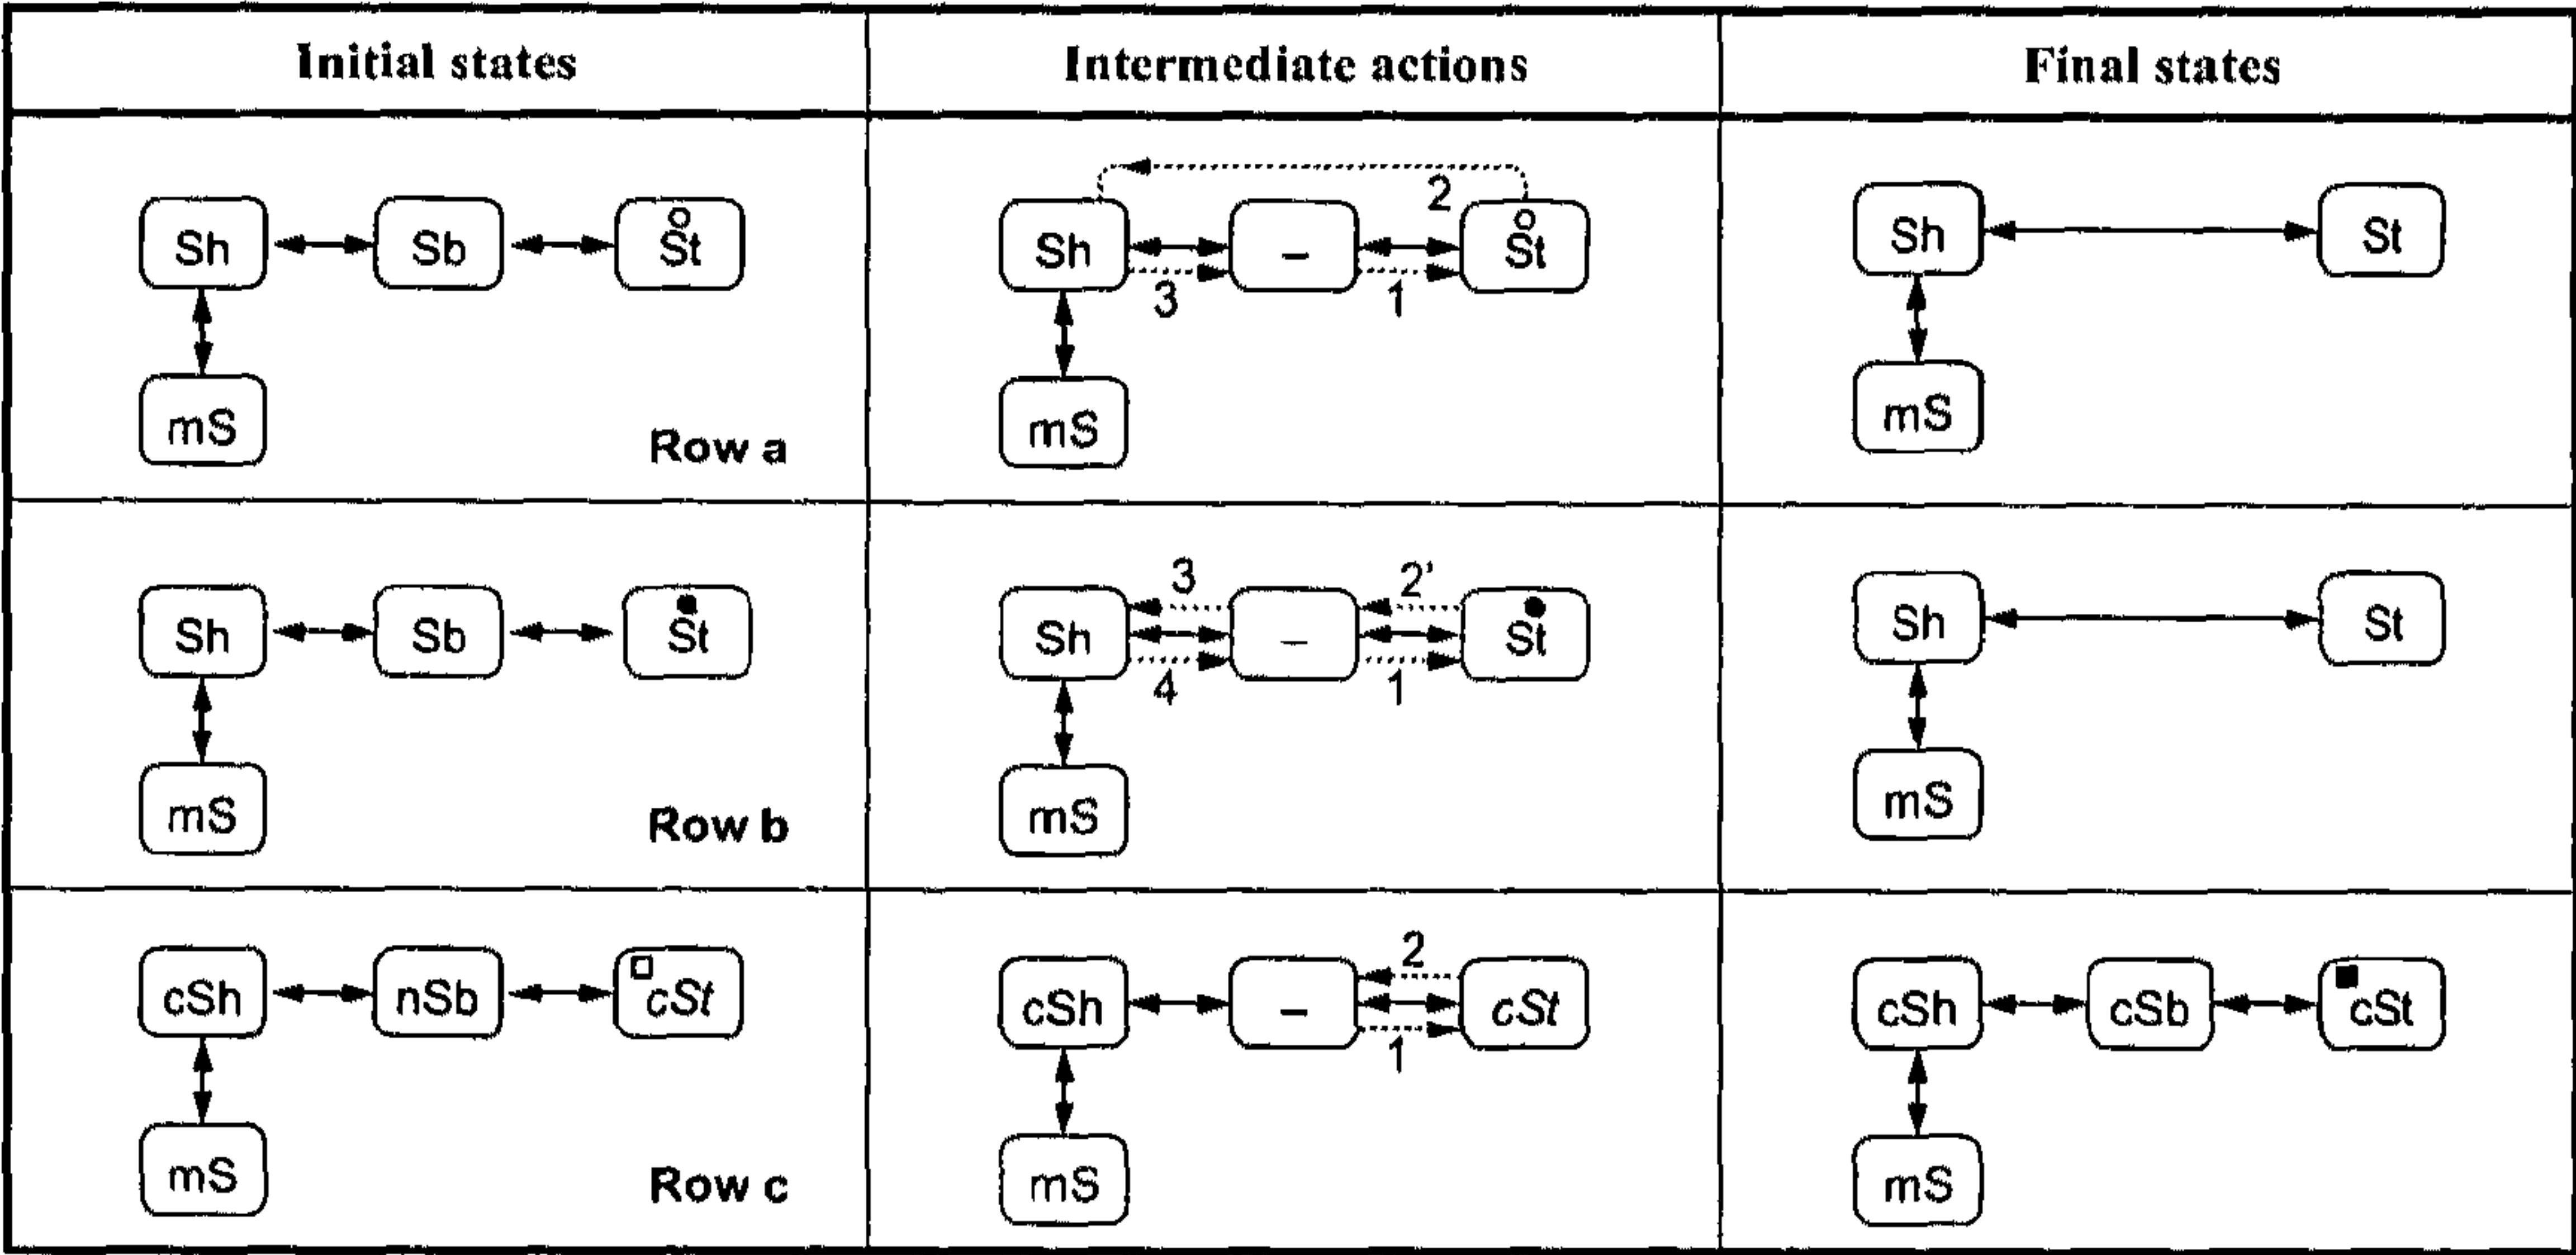 Initial states Intermediate actions Final states
2
Sh Sb St Sh – St Sh St
3 1
mS mS mS
Row a
3 2'
Sh Sb St Sh – St Sh St
4 1
mS mS mS
Row b
2
cSh nSb cSt cSh – cSt cSh cSb cSt
1
mS mS mS
Row c